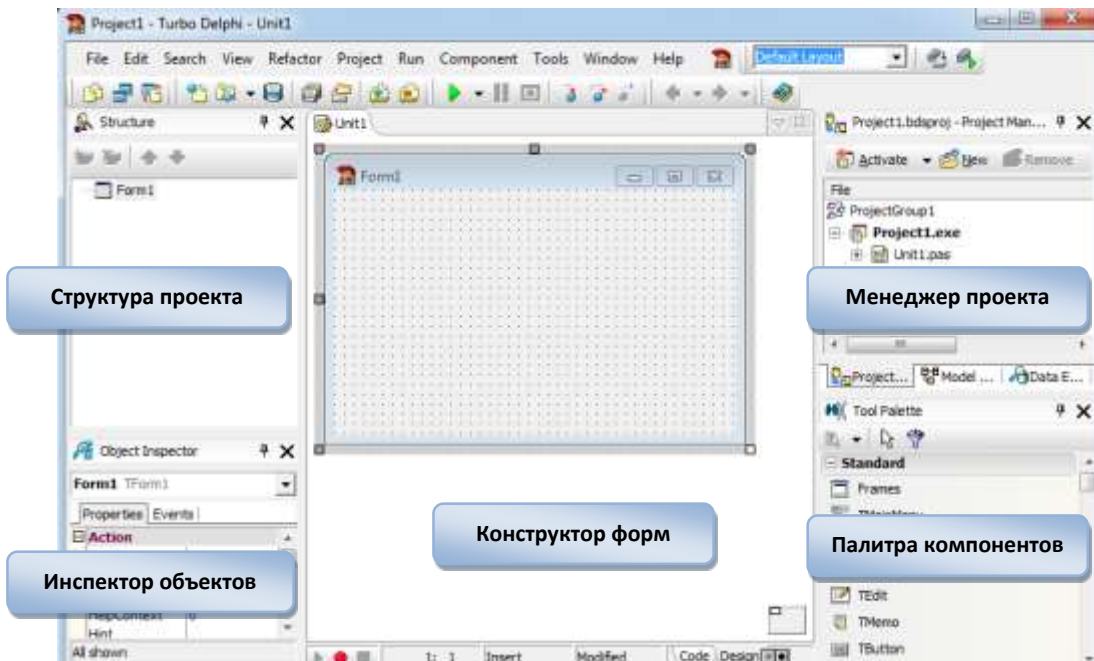 Project1 - Turbo Delphi - Unit1
File Edit Search View Refactor Project Run Component Tools Window Help
Default Layout
Structure
Form1
Структура проекта
Object Inspector
Form1 TForm1
Properties Events
Action
Инспектор объектов
HelpContext 0
Hint
All shown
Unit1
Form1
Конструктор форм
1: 1 Insert Modified Code Design
Project1.bdsproj - Project Man...
Activate New Remove
File
ProjectGroup1
Project1.exe
Unit1.pas
Менеджер проекта
Project... Model ... Data E...
Tool Palette
Standard
Frames
Палитра компонентов
TEdit
TMemo
TButton